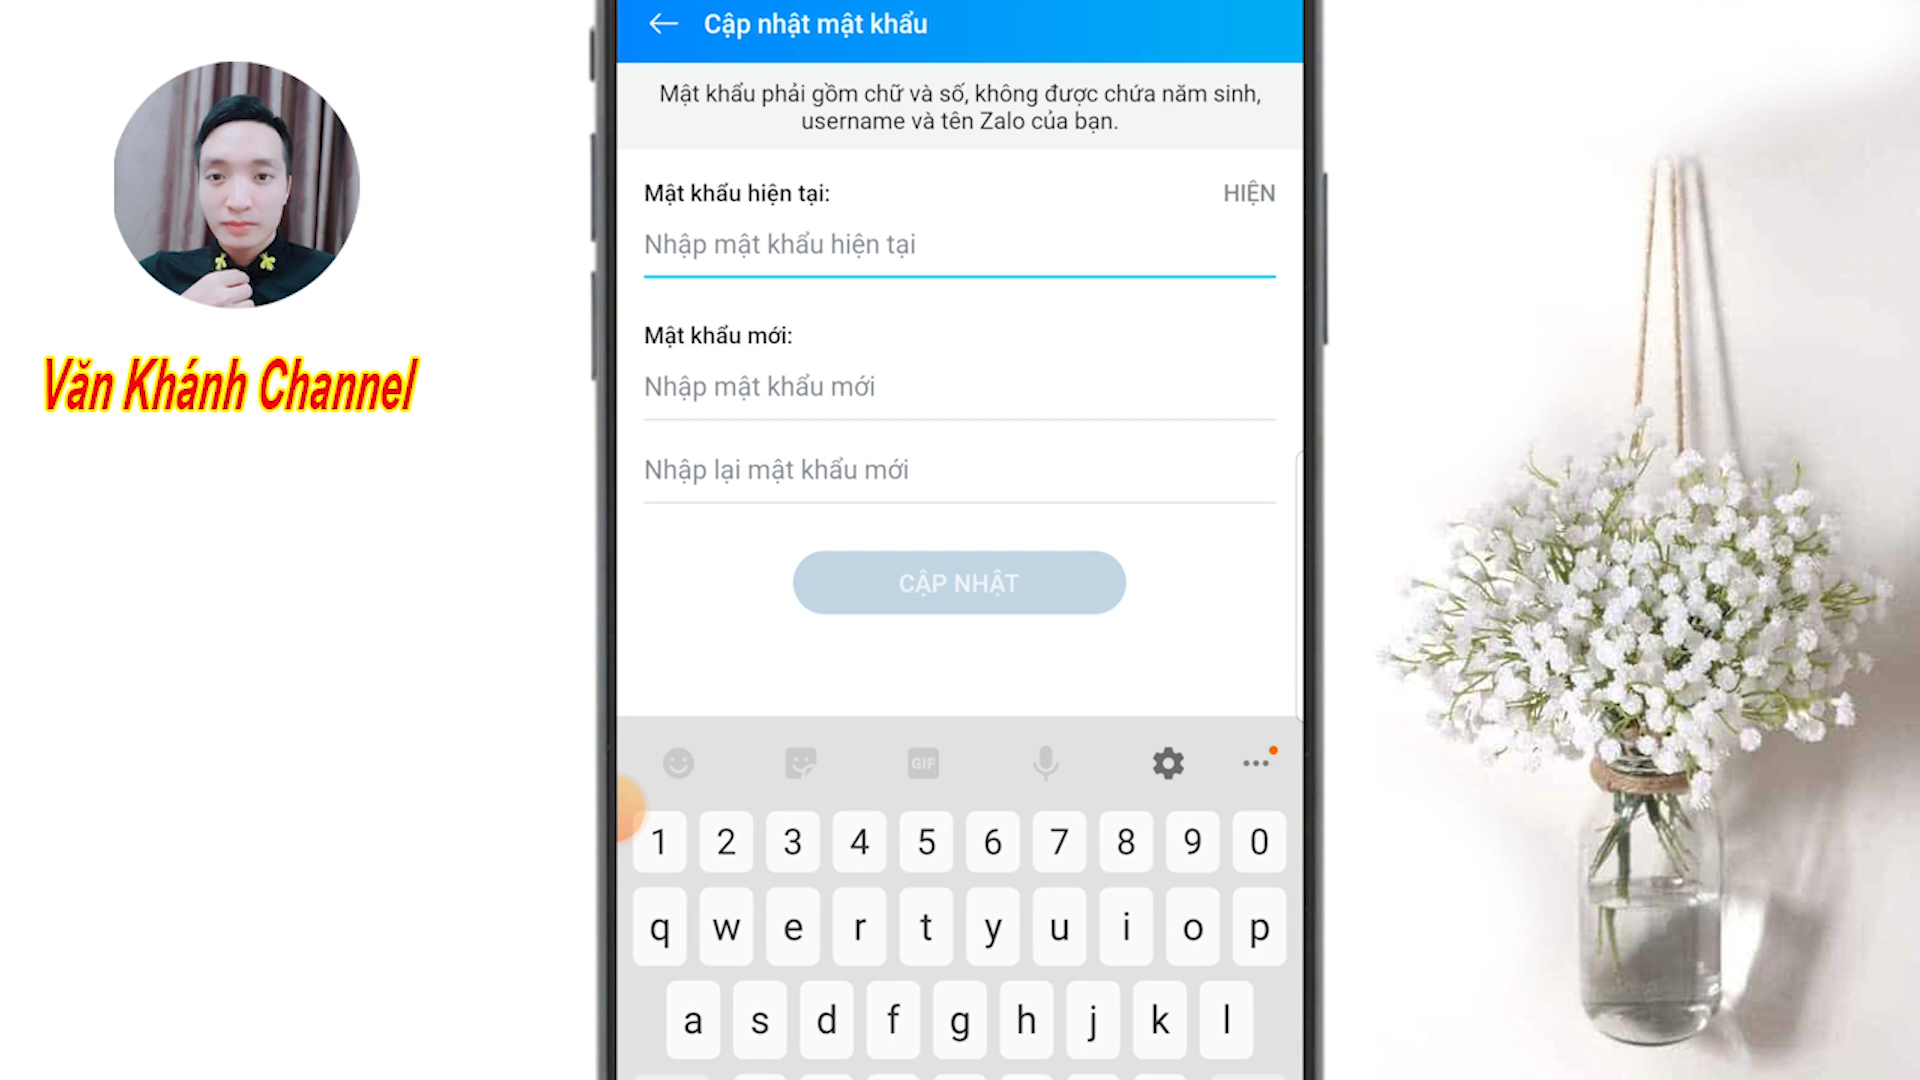 Văn Khánh Channel
Cập nhật mật khẩu
Mật khẩu phải gồm chữ và số, không được chứa năm sinh,
username và tên Zalo của bạn.
Mật khẩu hiện tại:
HIỆN
Nhập mật khẩu hiện tại
Mật khẩu mới:
Nhập mật khẩu mới
Nhập lại mật khẩu mới
CẬP NHẬT
GIF
1 2 3 4 5 6 7 8 9 0
q w e r t y u i o p
a s d f g h j k l